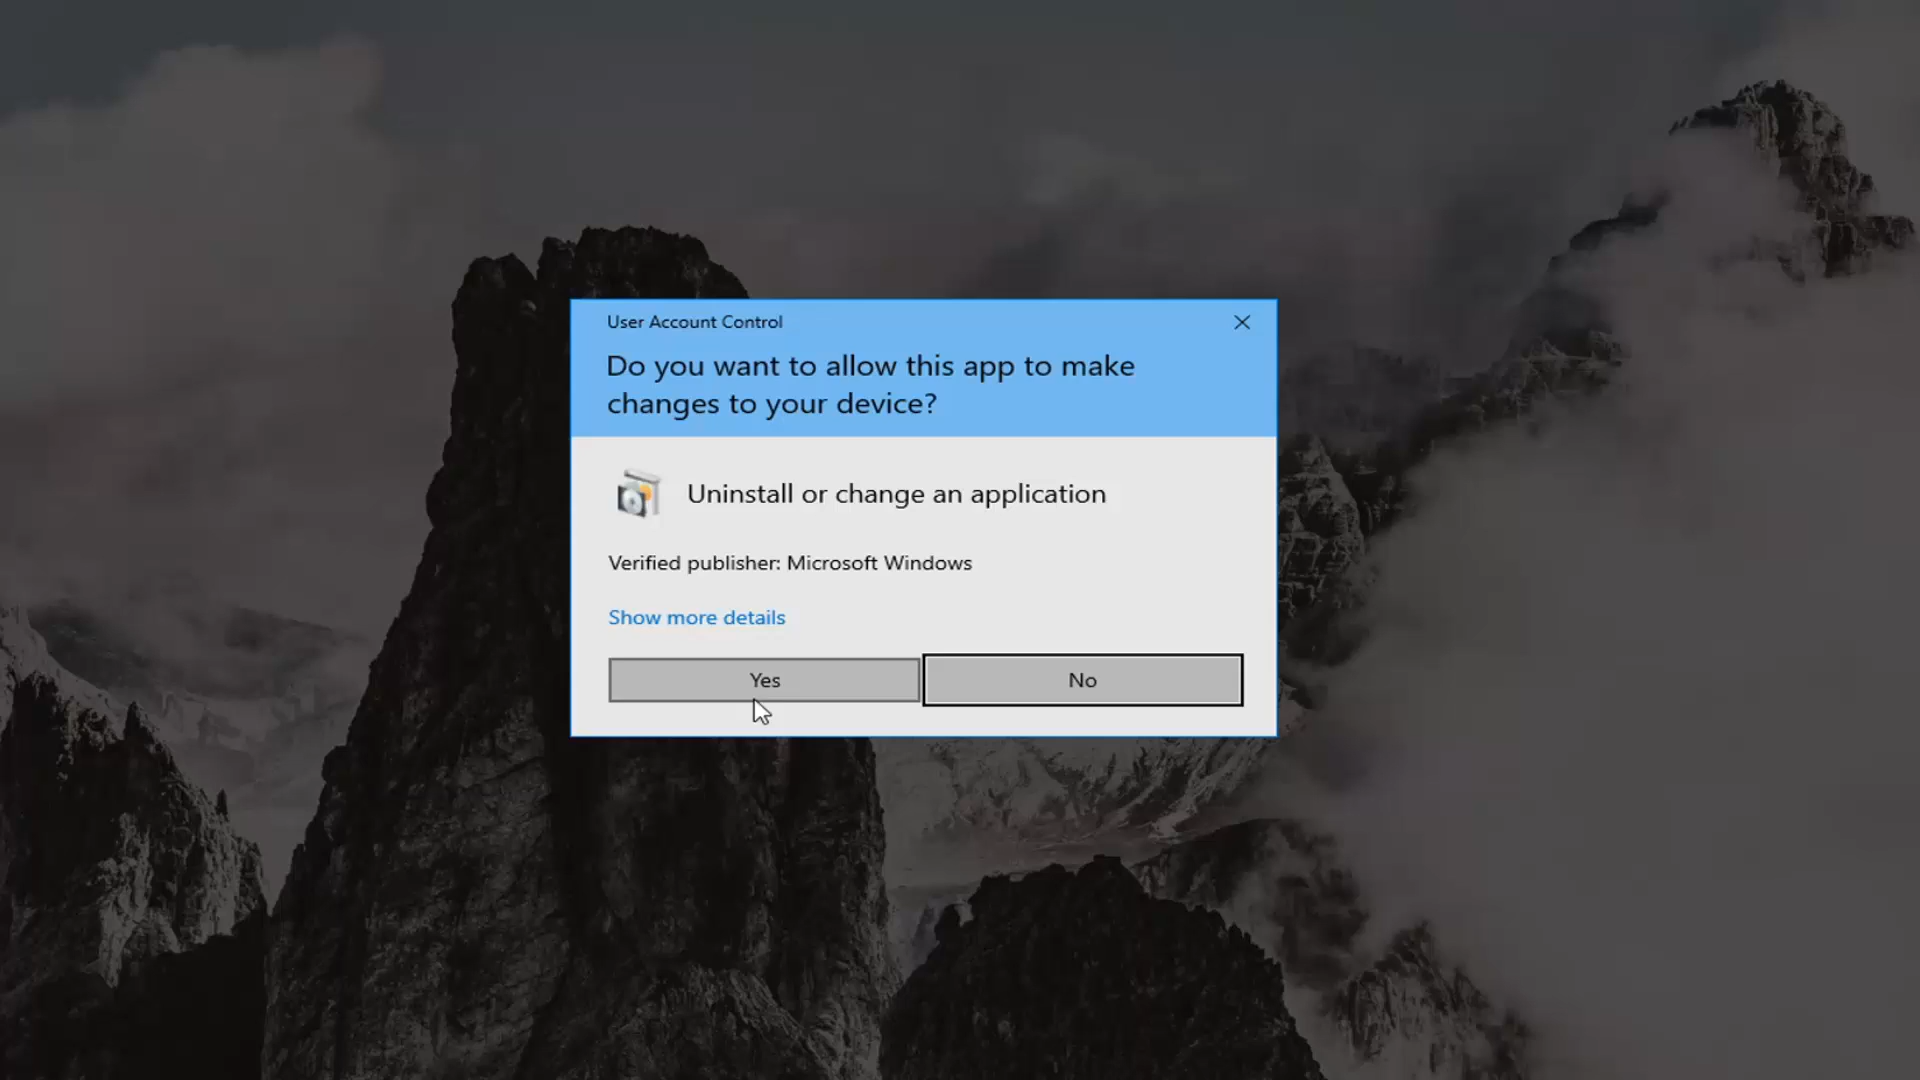 User Account Control
Do you want to allow this app to make
changes to your device?
Uninstall or change an application
Verified publisher: Microsoft Windows
Show more details
Yes
No